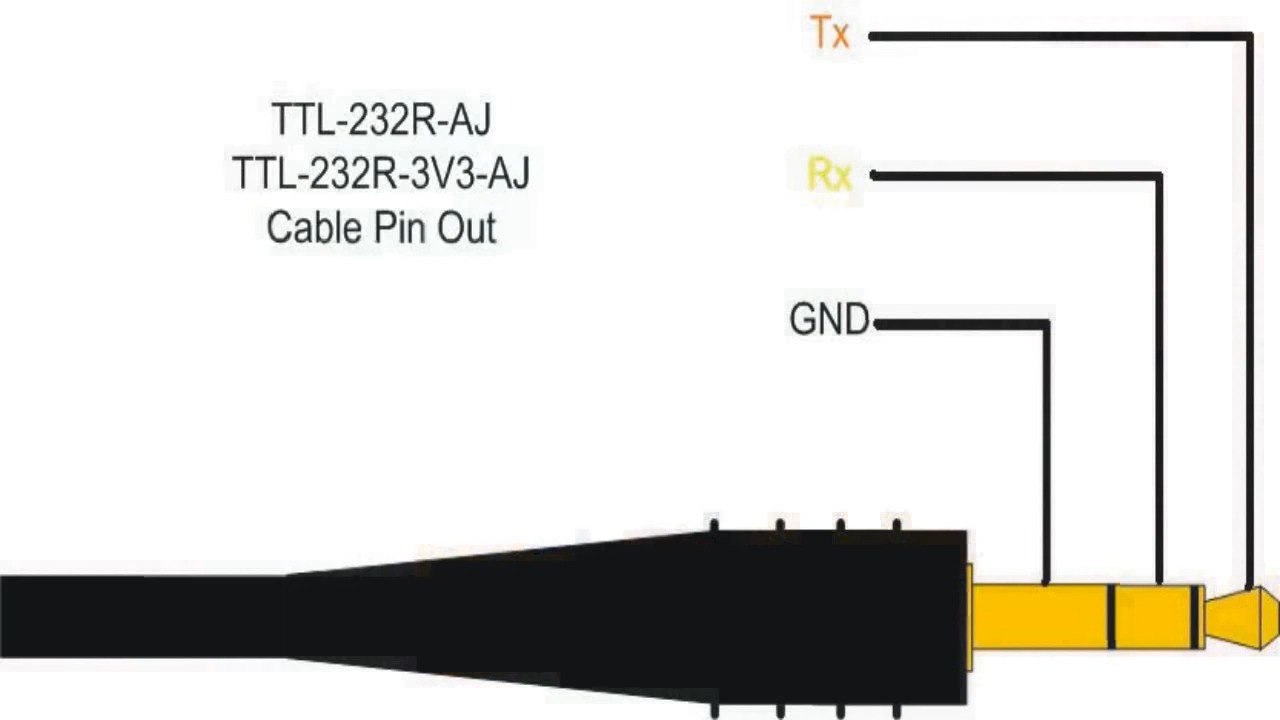 Tx
TTL-232R-AJ
TTL-232R-3V3-AJ
Rx
Cable Pin Out
GND